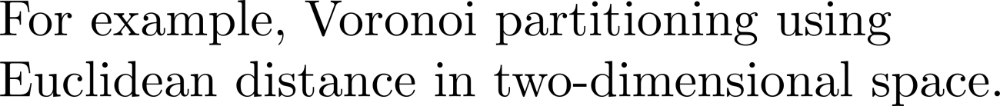 For example, Voronoi partitioning using
Euclidean distance in two-dimensional space.